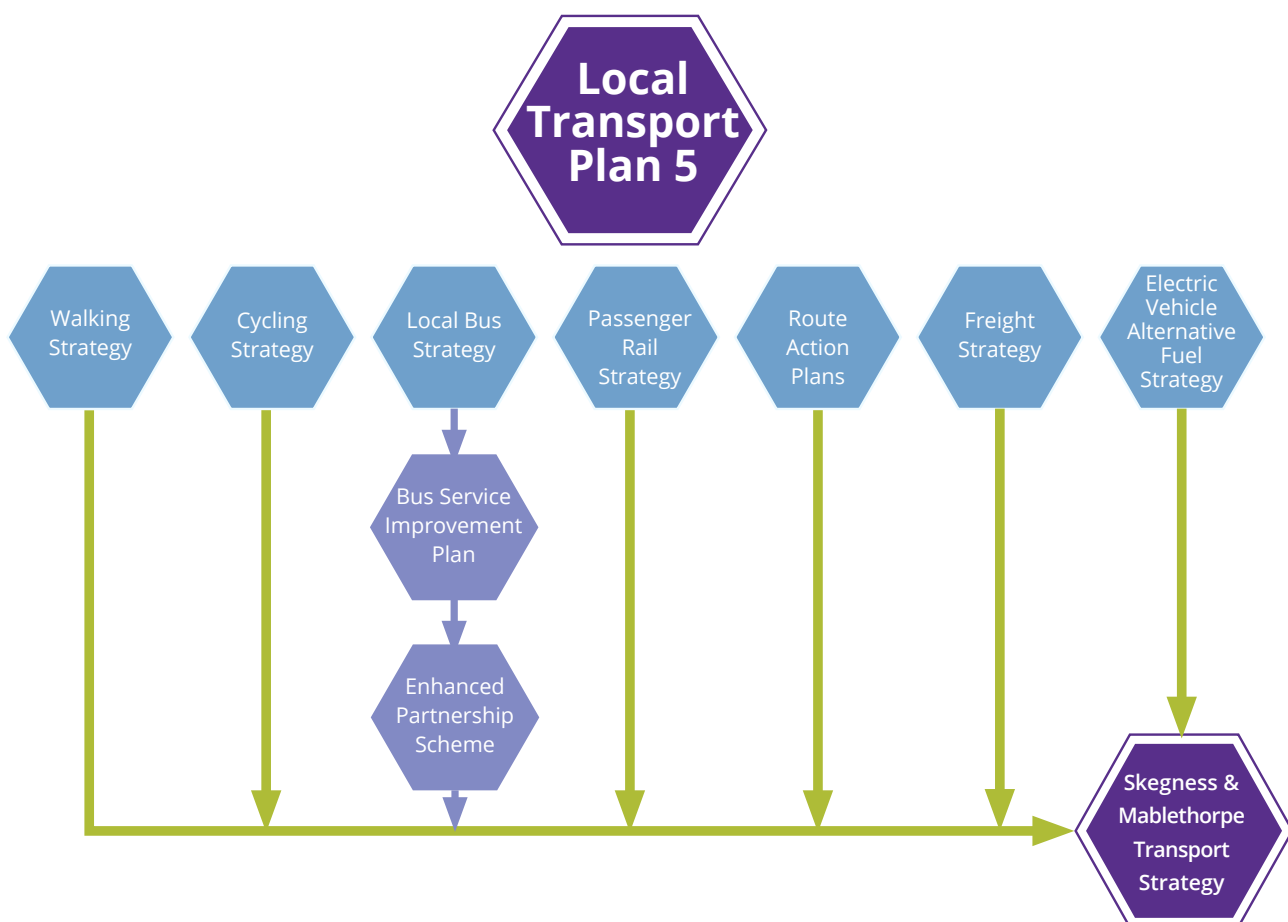 Local
Transport
Plan 5
Walking
Strategy
Cycling
Strategy
Local Bus
Strategy
Passenger
Rail
Strategy
Route
Action
Plans
Freight
Strategy
Electric
Vehicle
Alternative
Fuel
Strategy
Bus Service
Improvement
Plan
Enhanced
Partnership
Scheme
Skegness &
Mablethorpe
Transport
Strategy